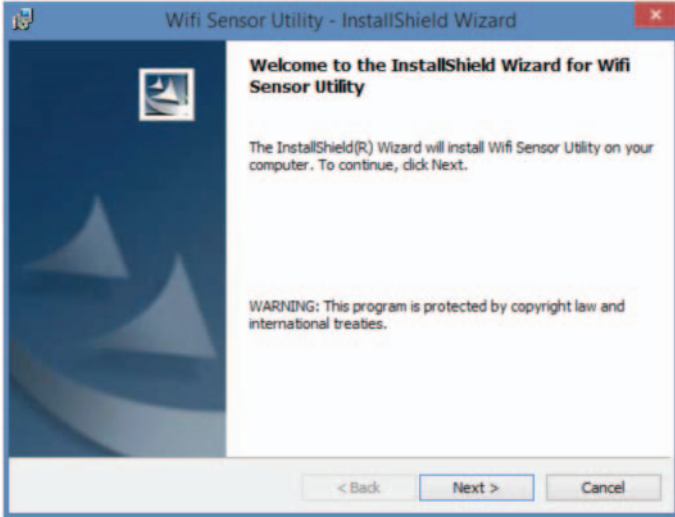 Wifi Sensor Utility - InstallShield Wizard
Welcome to the InstallShield Wizard for Wifi
Sensor Utility
The InstallShield(R) Wizard will install Wifi Sensor Utility on your
computer. To continue, click Next.
WARNING: This program is protected by copyright law and
international treaties.
< Back
Next >
Cancel